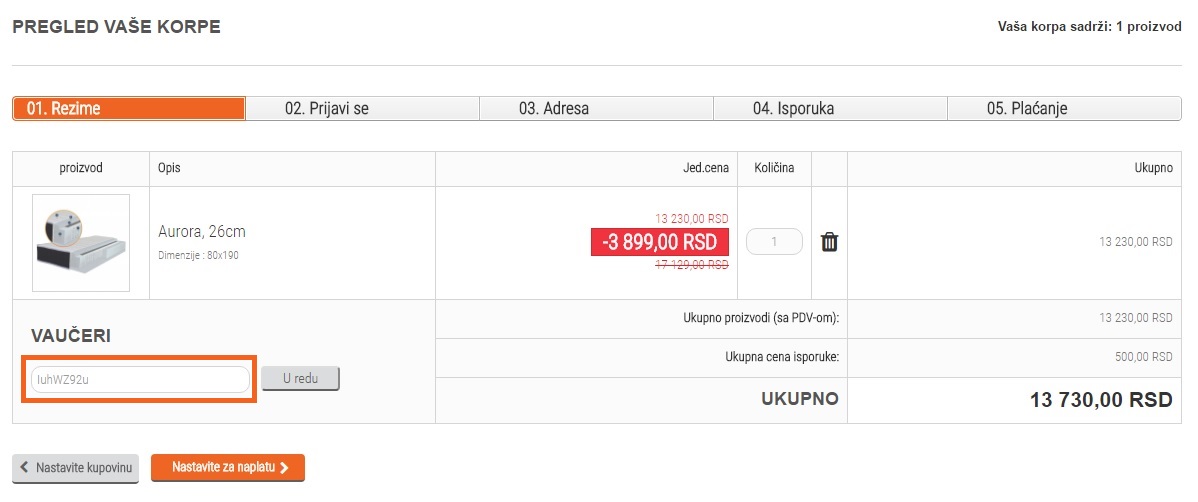 PREGLED VAŠE KORPE
Vaša korpa sadrži: 1 proizvod
01. Rezime 02. Prijavi se 03. Adresa 04. Isporuka 05. Plaćanje
proizvod Opis Jed.cena Količina Ukupno
13 230,00 RSD
Aurora, 26cm -3 899,00 RSD 1 13 230,00 RSD
Dimenzije : 80x190
17 129,00 RSD
Ukupno proizvodi (sa PDV-om): 13 230,00 RSD
VAUČERI
Ukupna cena isporuke: 500,00 RSD
IuhWZ92u U redu
UKUPNO 13 730,00 RSD
Nastavite kupovinu Nastavite za naplatu